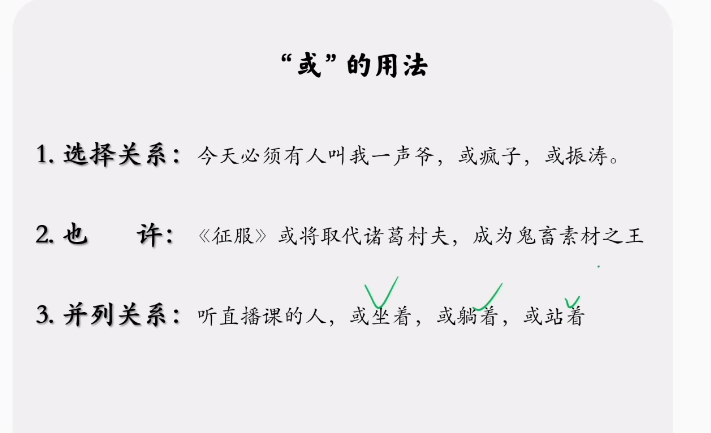 “或”的用法
1. 选择关系：今天必须有人叫我一声爷，或疯子，或振涛。
2. 也 许：《征服》或将取代诸葛村夫，成为鬼畜素材之王
3. 并列关系：听直播课的人，或坐着，或躺着，或站着